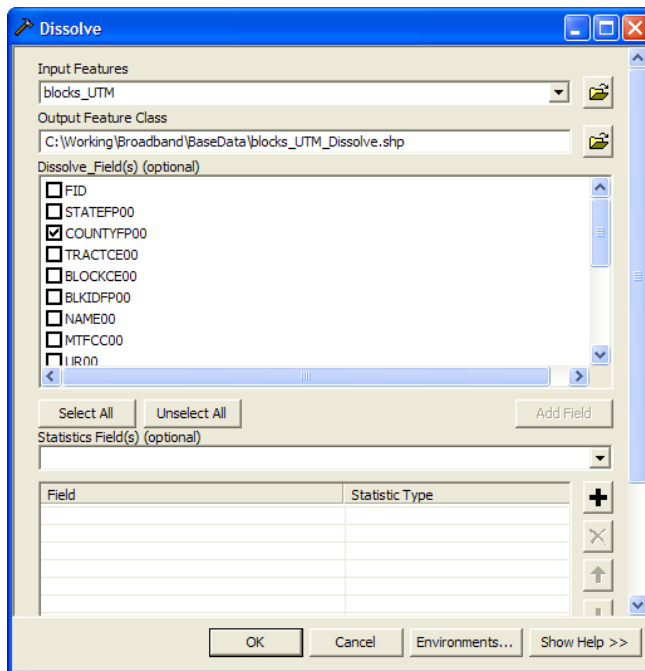 Dissolve
Input Features
blocks_UTM
Output Feature Class
C:\Working\Broadband\BaseData\blocks_UTM_Dissolve.shp
Dissolve_Field(s) (optional)
FID
STATEFP00
COUNTYFP00
TRACTCE00
BLOCKCE00
BLKIDFP00
NAME00
MTFCC00
UR00
Select All Unselect All Add Field
Statistics Field(s) (optional)
Field Statistic Type
OK Cancel Environments... Show Help >>